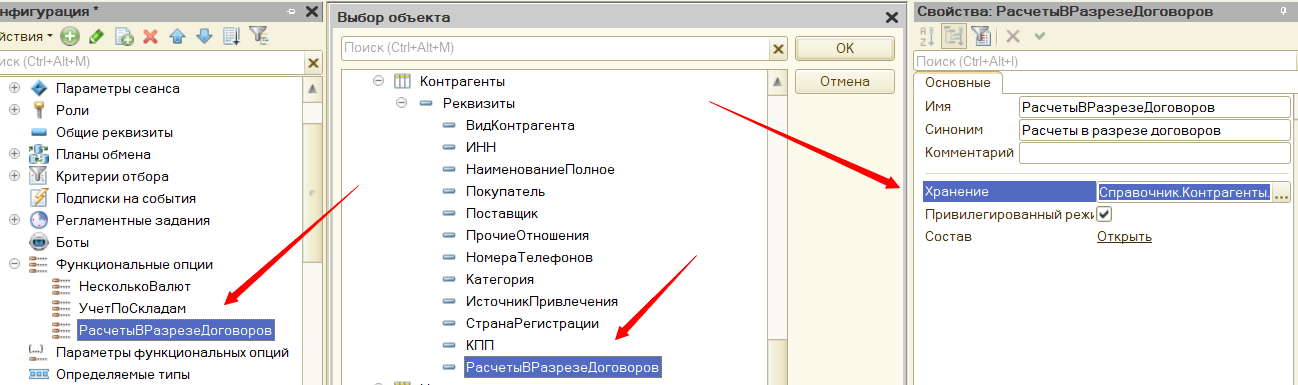 нфигурация *
йствия
иск (Ctrl+Alt+M)
Параметры сеанса
Роли
Общие реквизиты
Планы обмена
Критерии отбора
Подписки на события
Регламентные задания
Боты
Функциональные опции
НесколькоВалют
УчетПоСкладам
РасчетыВРазрезеДоговоров
Параметры функциональных опций
Определяемые типы
Выбор объекта
Поиск (Ctrl+Alt+M)
OK
Отмена
Контрагенты
Реквизиты
ВидКонтрагента
ИНН
НаименованиеПолное
Покупатель
Поставщик
ПрочиеОтношения
НомераТелефонов
Категория
ИсточникПривлечения
СтранаРегистрации
КПП
РасчетыВРазрезеДоговоров
Свойства: РасчетыВРазрезеДоговоров
Поиск (Ctrl+Alt+I)
Основные
Имя РасчетыВРазрезеДоговоров
Синоним Расчеты в разрезе договоров
Комментарий
Хранение Справочник.Контрагенты. ...
Привилегированный режи
Состав Открыть